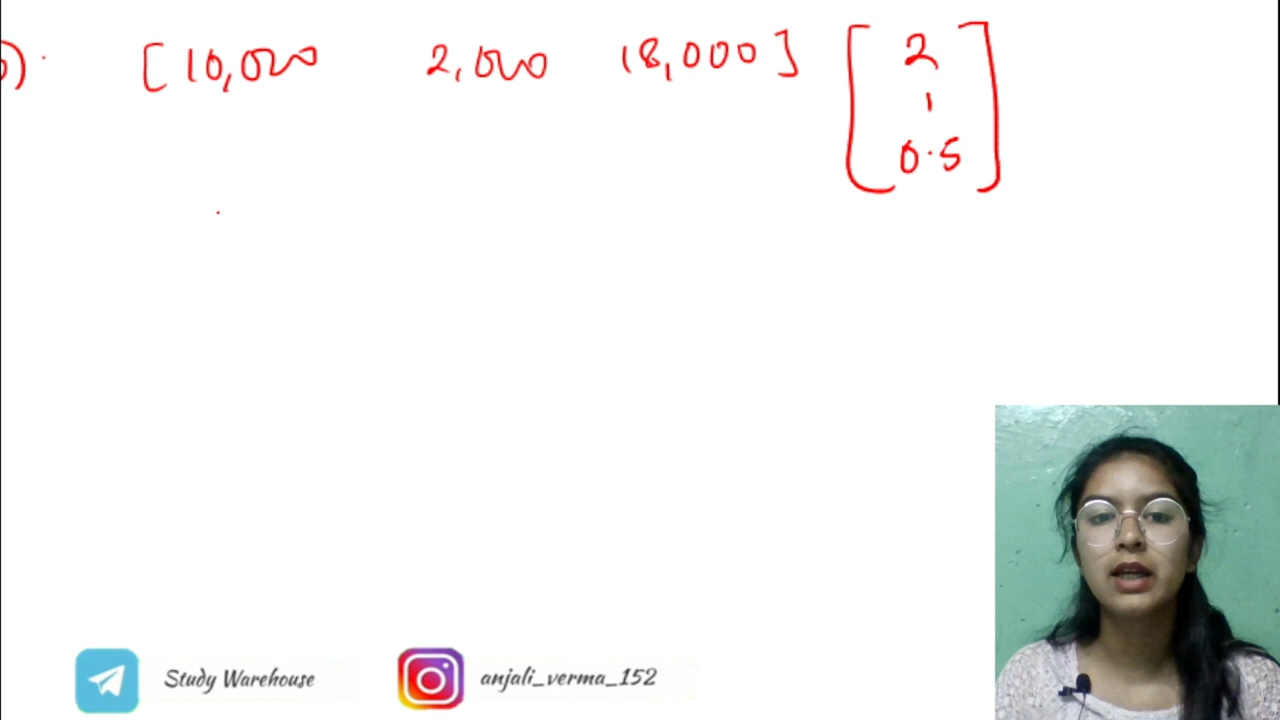 b). [10,000 2,000 18,000] [2
1
0.5]
Study Warehouse
anjali_verma_152